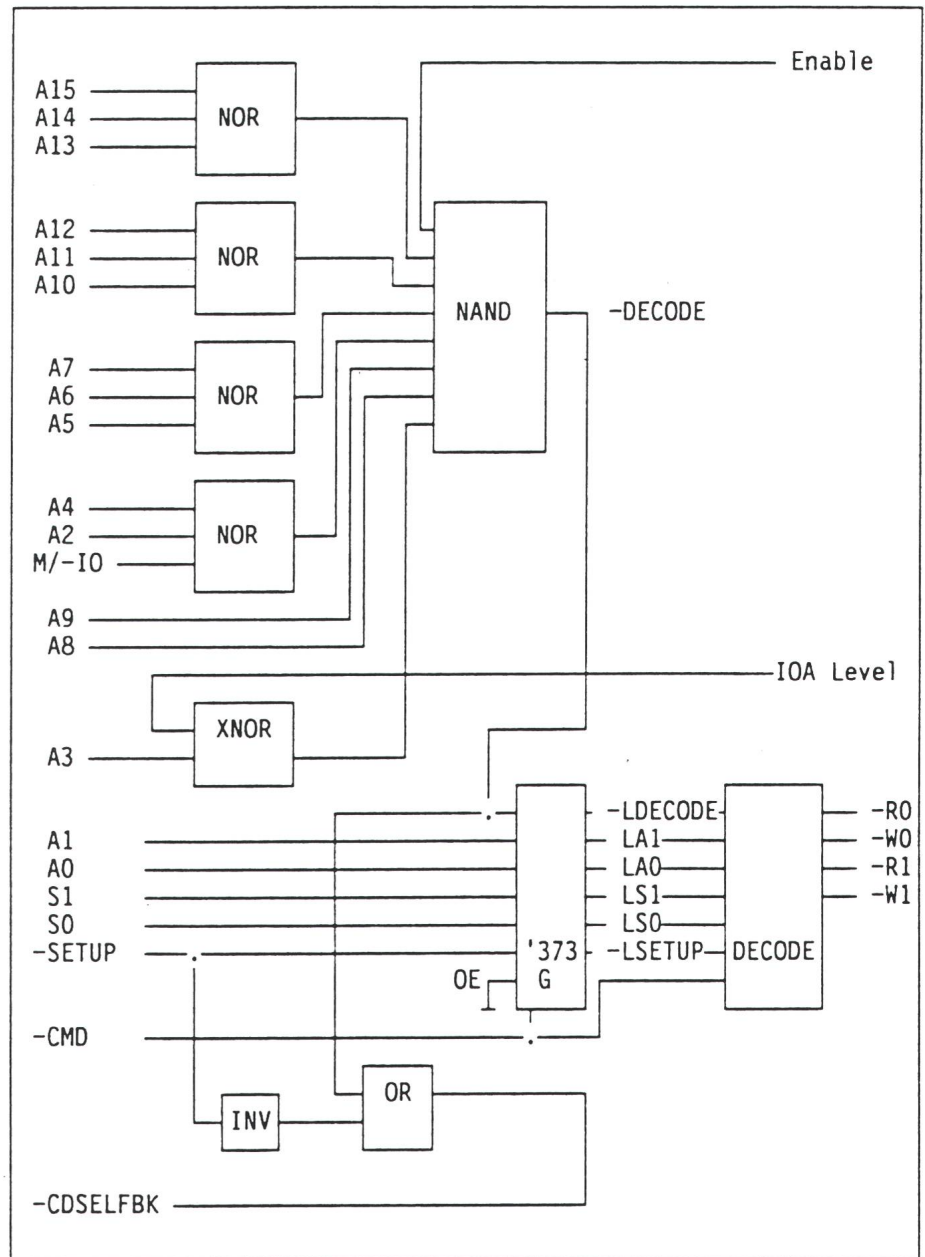 Enable
A15
A14
A13
NOR
A12
A11
A10
NOR
NAND
-DECODE
A7
A6
A5
NOR
A4
A2
M/-IO
NOR
A9
A8
IOA Level
XNOR
A3
-LDECODE
-R0
A1
LA1
-W0
A0
LA0
-R1
S1
LS1
-W1
S0
LS0
-SETUP
'373
-LSETUP
DECODE
OE
G
-CMD
OR
INV
-CDSELFBK